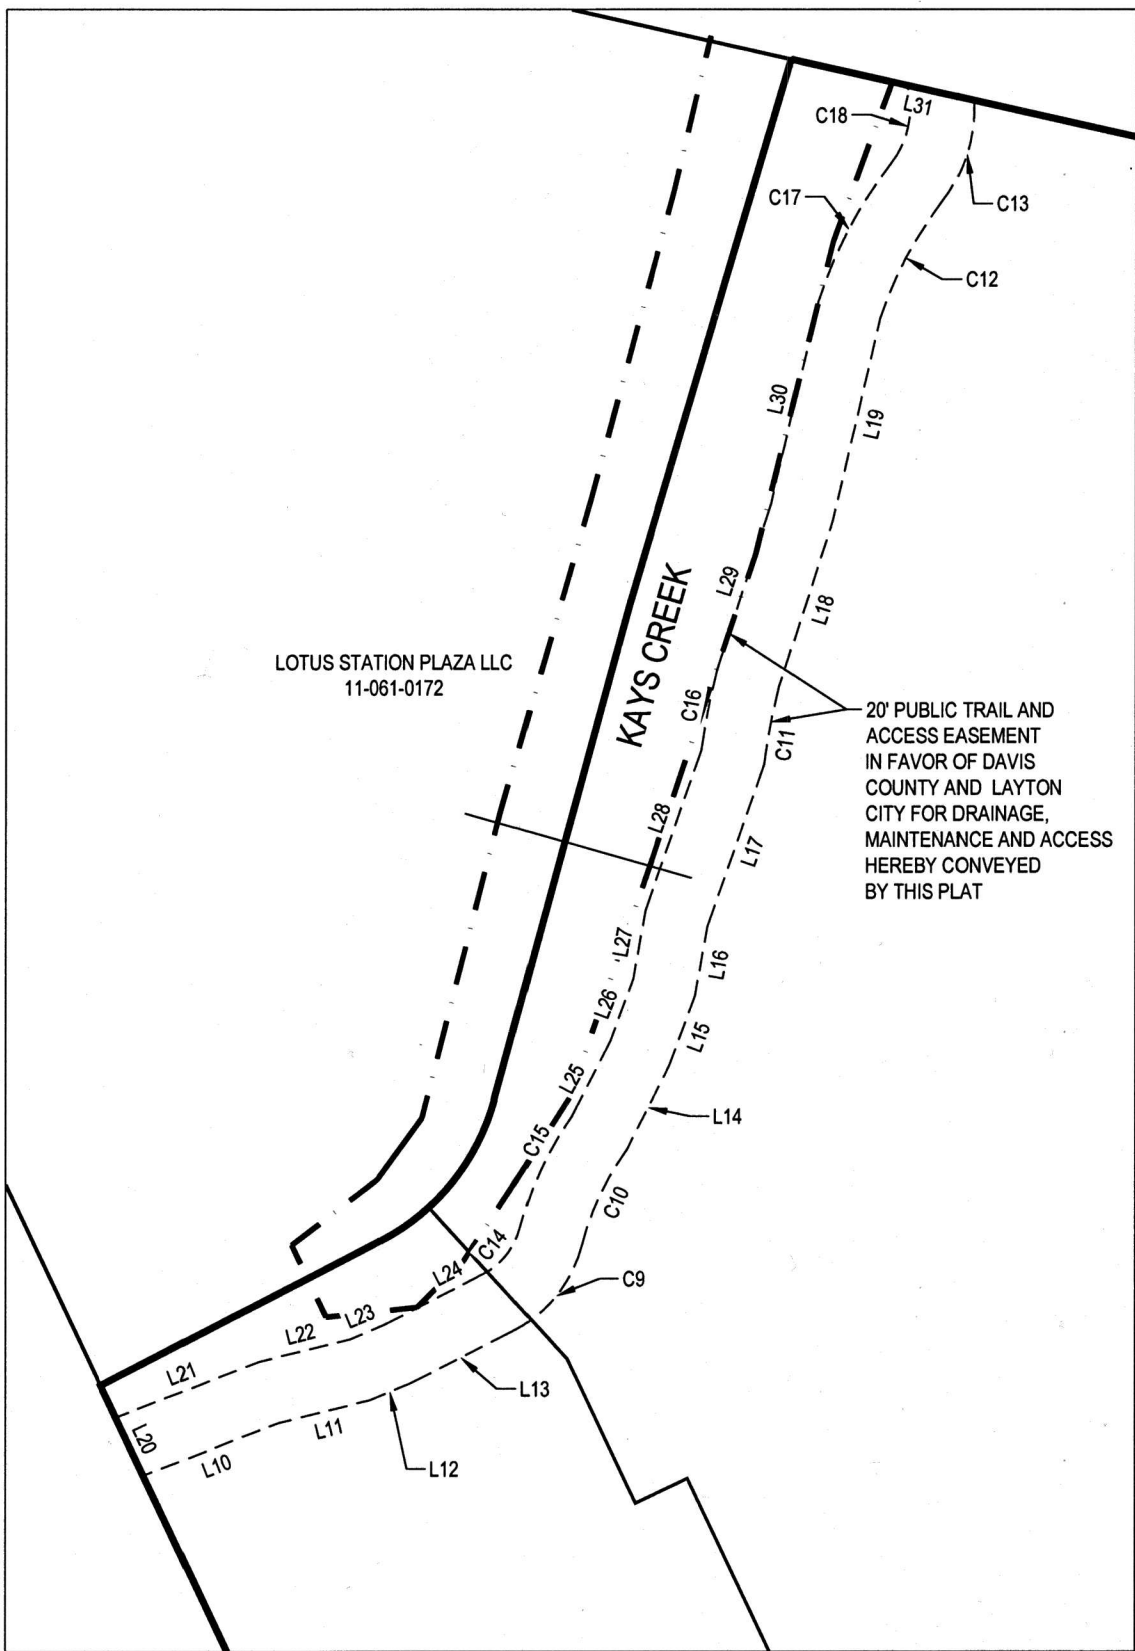 L31
C18
C17
C13
C12
L30
L19
L29
L18
KAYS CREEK
LOTUS STATION PLAZA LLC
11-061-0172
C16
C11
20' PUBLIC TRAIL AND
ACCESS EASEMENT
IN FAVOR OF DAVIS
COUNTY AND LAYTON
CITY FOR DRAINAGE,
MAINTENANCE AND ACCESS
HEREBY CONVEYED
BY THIS PLAT
L28
L17
L27
L16
L26
L15
L25
L14
C15
C10
C14
L24
C9
L23
L22
L21
L13
L20
L11
L10
L12